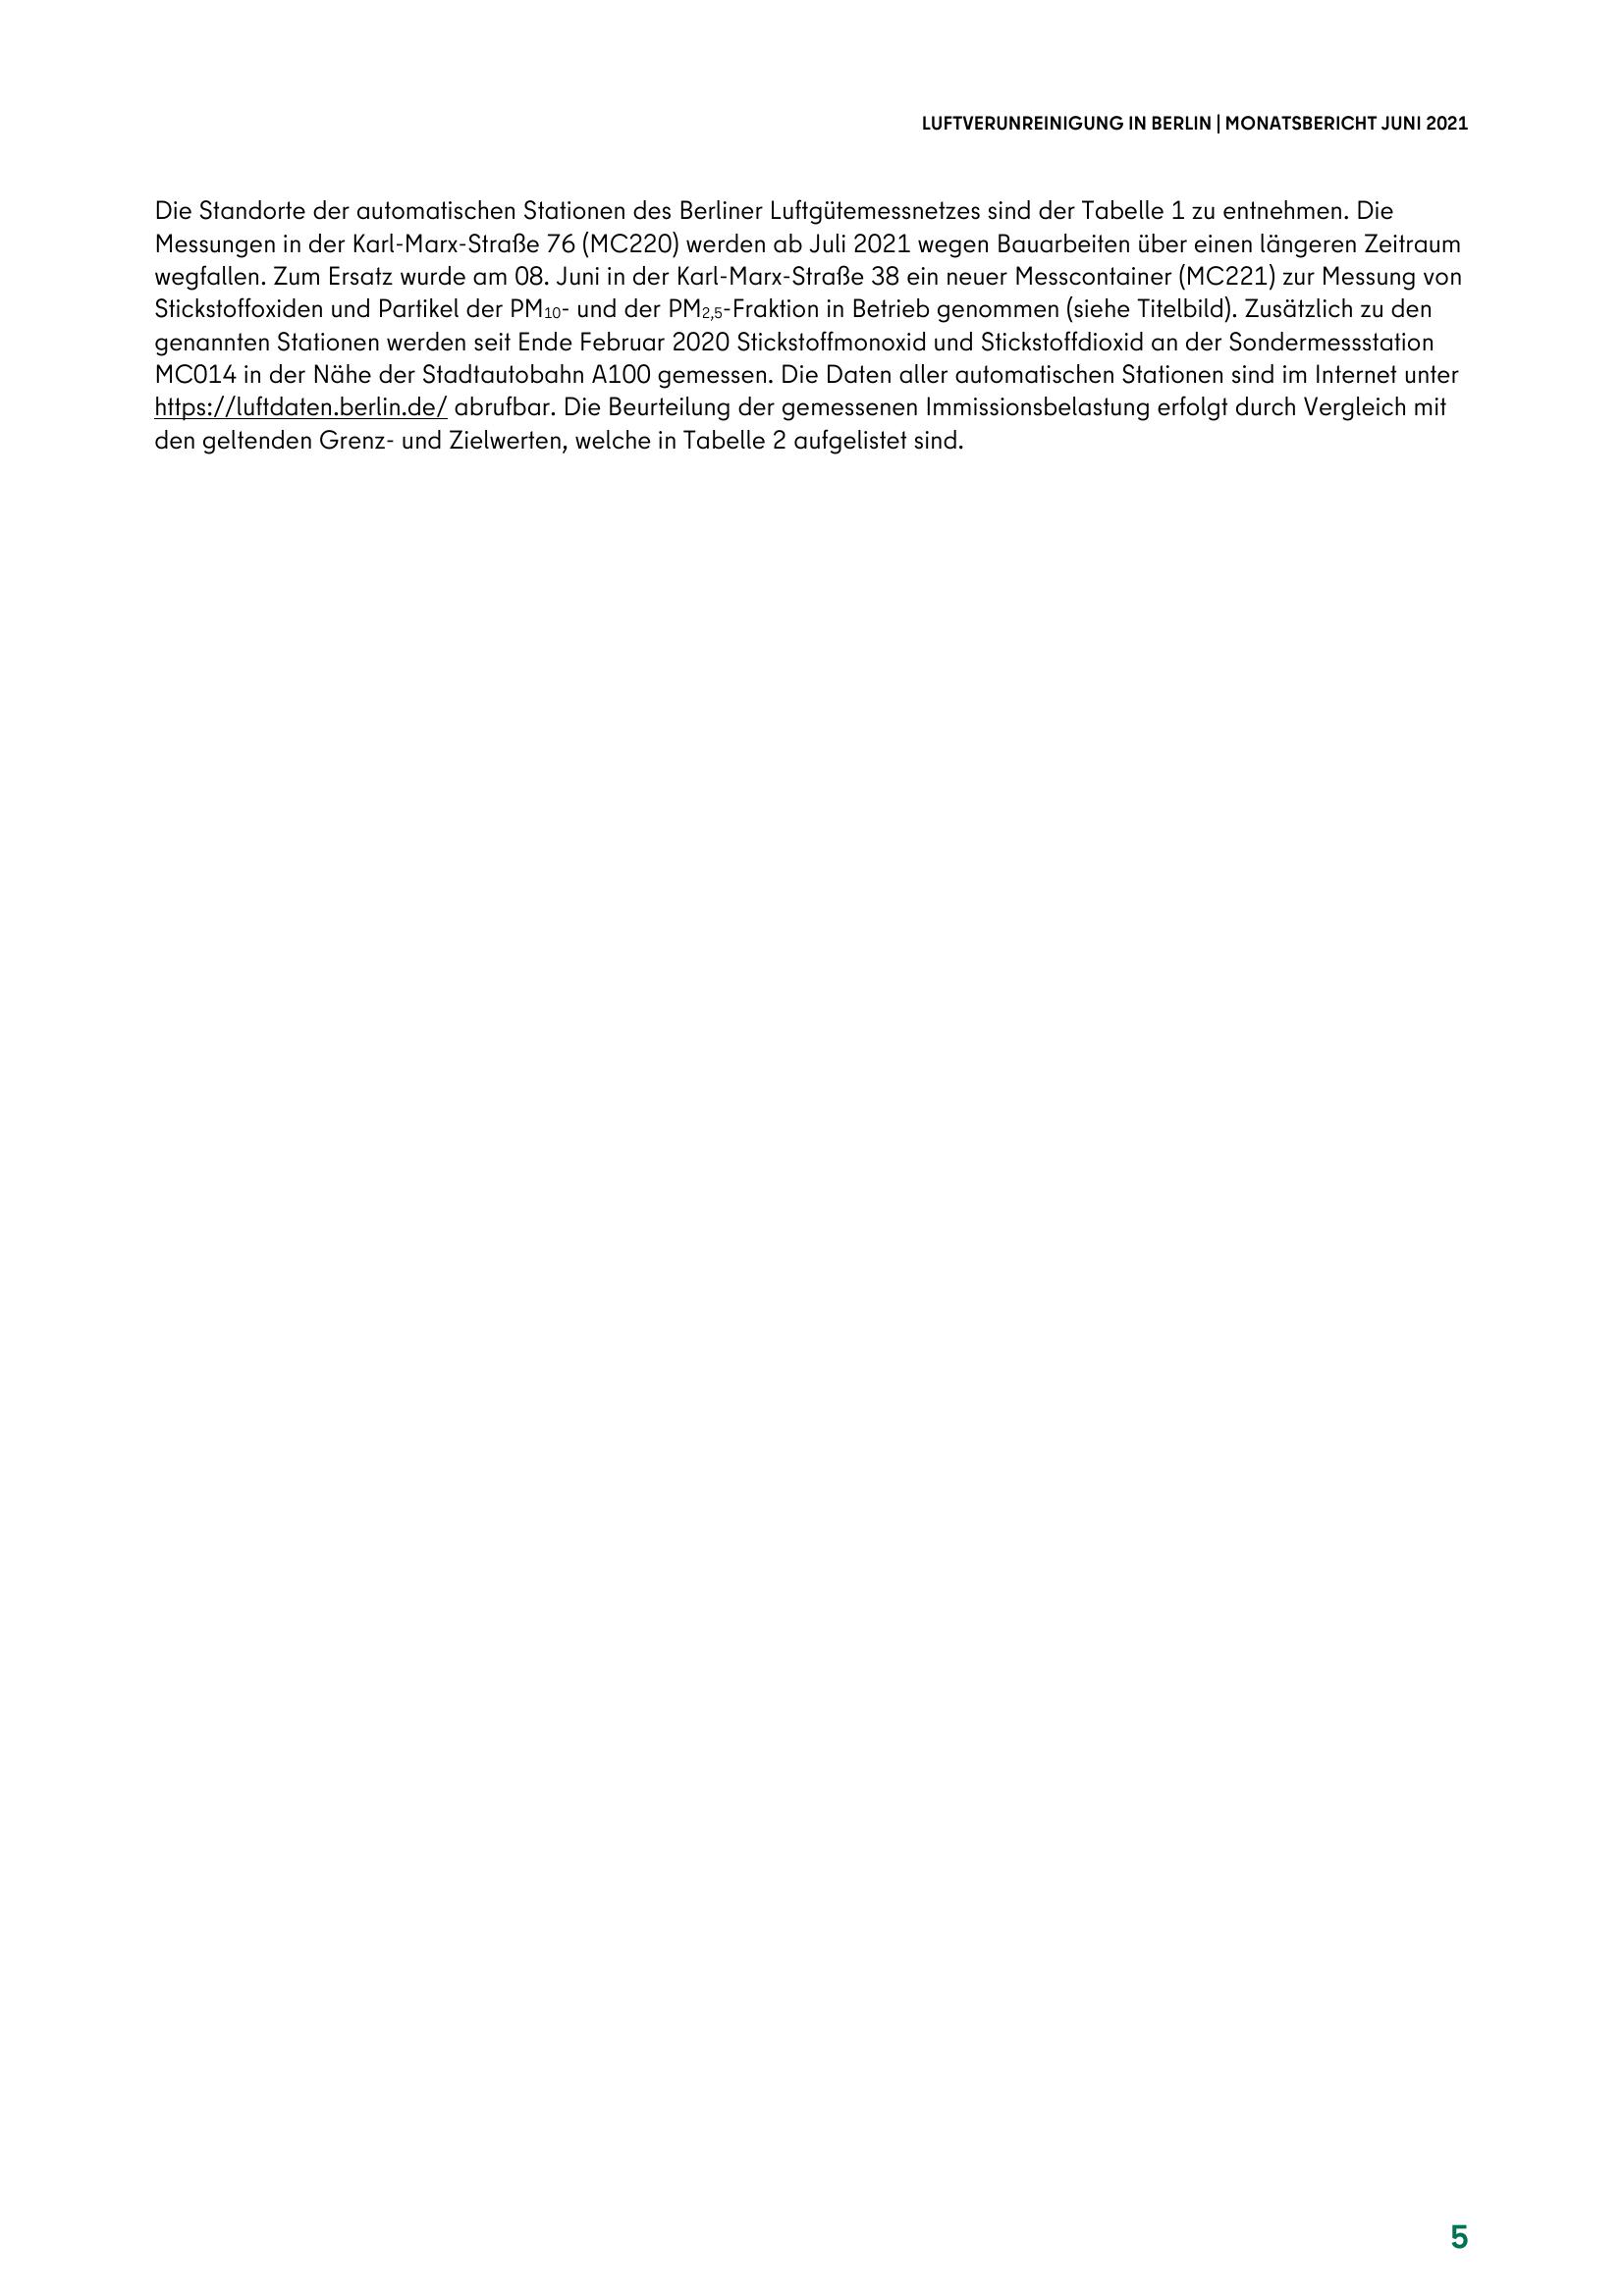 LUFTVERUNREINIGUNG IN BERLIN | MONATSBERICHT JUNI 2021
Die Standorte der automatischen Stationen des Berliner Luftgütemessnetzes sind der Tabelle 1 zu entnehmen. Die
Messungen in der Karl-Marx-Straße 76 (MC220) werden ab Juli 2021 wegen Bauarbeiten über einen längeren Zeitraum
wegfallen. Zum Ersatz wurde am 08. Juni in der Karl-Marx-Straße 38 ein neuer Messcontainer (MC221) zur Messung von
Stickstoffoxiden und Partikel der PM₁₀- und der PM₂,₅-Fraktion in Betrieb genommen (siehe Titelbild). Zusätzlich zu den
genannten Stationen werden seit Ende Februar 2020 Stickstoffmonoxid und Stickstoffdioxid an der Sondermessstation
MC014 in der Nähe der Stadtautobahn A100 gemessen. Die Daten aller automatischen Stationen sind im Internet unter
https://luftdaten.berlin.de/ abrufbar. Die Beurteilung der gemessenen Immissionsbelastung erfolgt durch Vergleich mit
den geltenden Grenz- und Zielwerten, welche in Tabelle 2 aufgelistet sind.
5